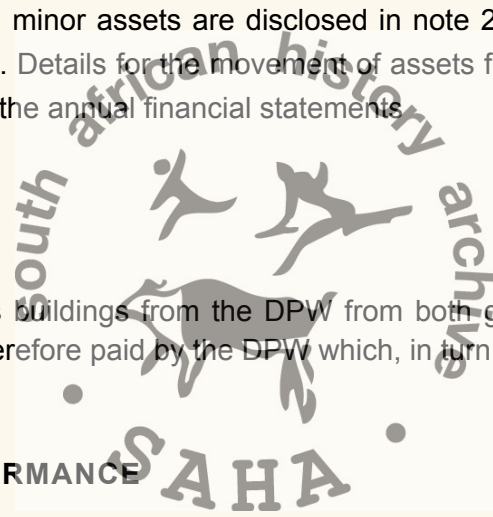 minor assets are disclosed in note 2
. Details for the movement of assets f
the annual financial statements
s buildings from the DPW from both g
erefore paid by the DPW which, in turn
RMANCE
south african history archive
SAHA